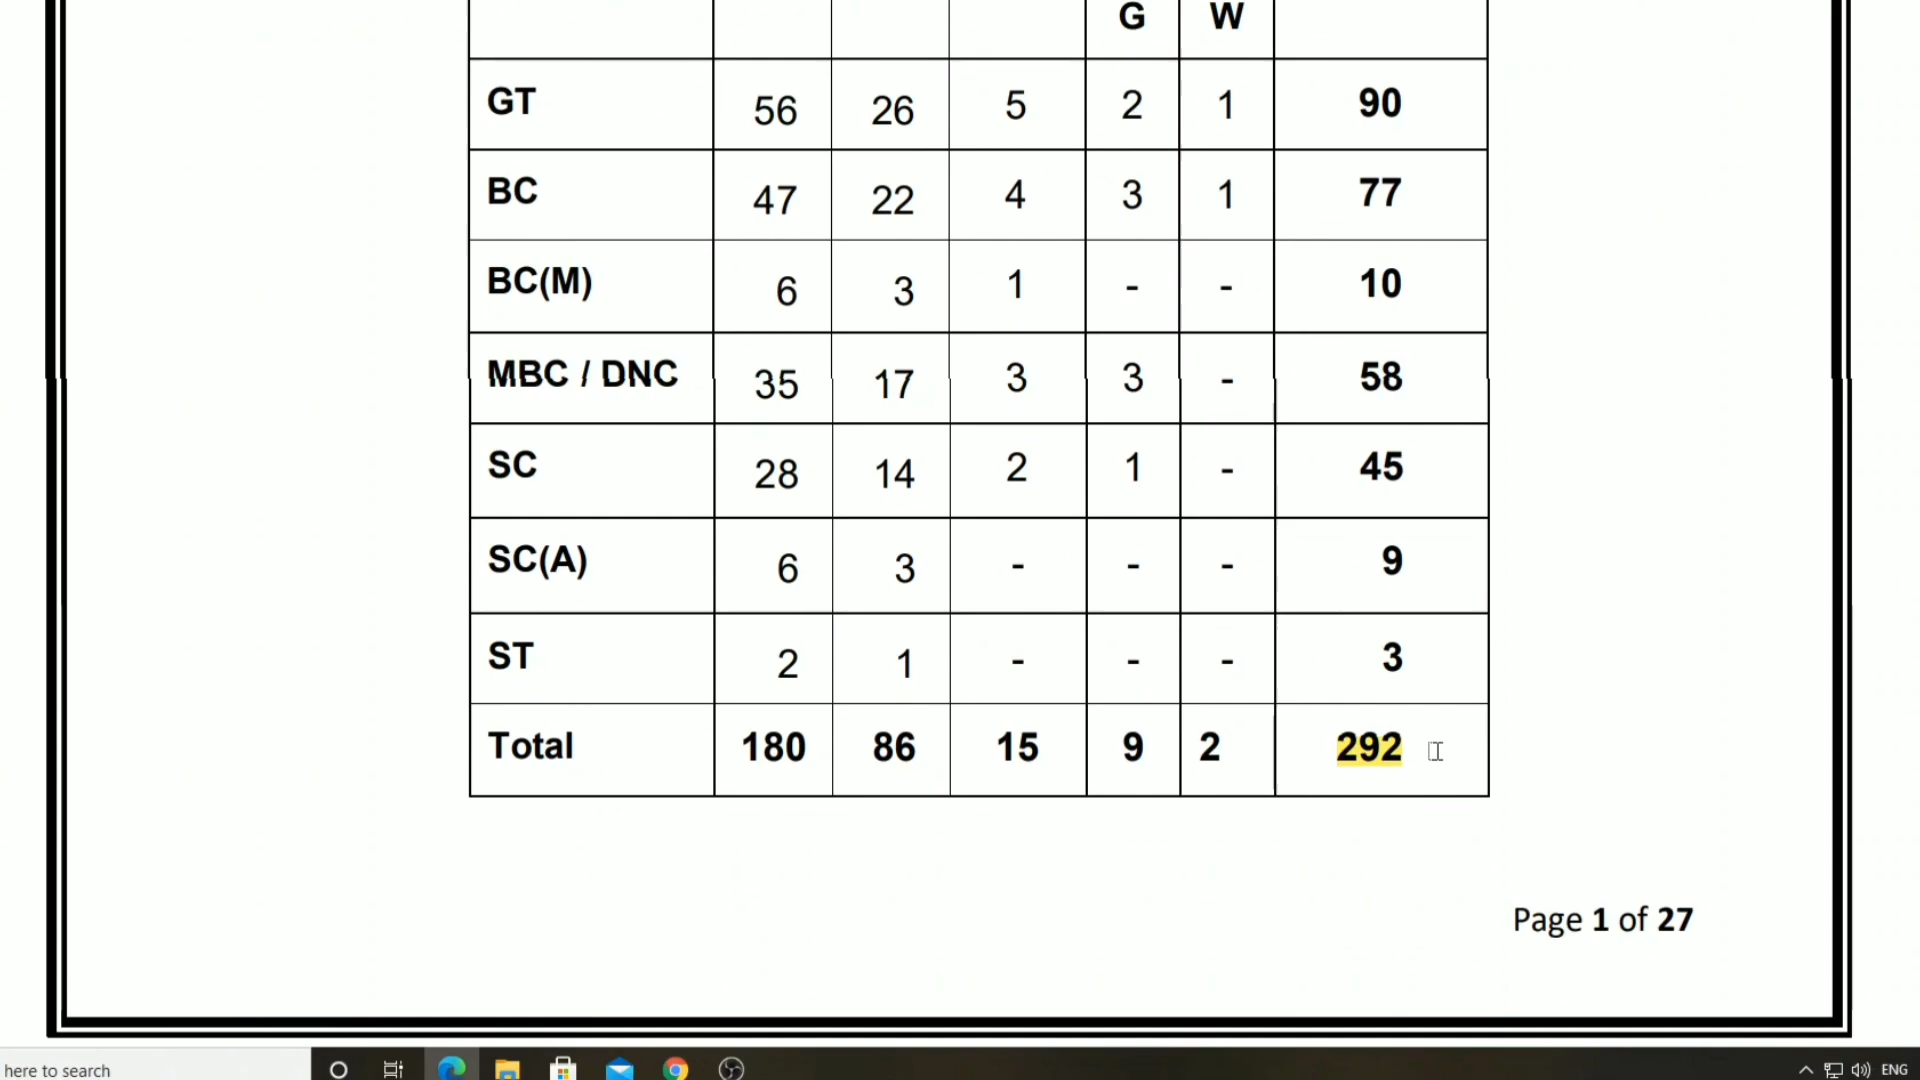 G W
GT 56 26 5 2 1 90
BC 47 22 4 3 1 77
BC(M) 6 3 1 - - 10
MBC / DNC 35 17 3 3 - 58
SC 28 14 2 1 - 45
SC(A) 6 3 - - - 9
ST 2 1 - - - 3
Total 180 86 15 9 2 292
Page 1 of 27
here to search
ENG